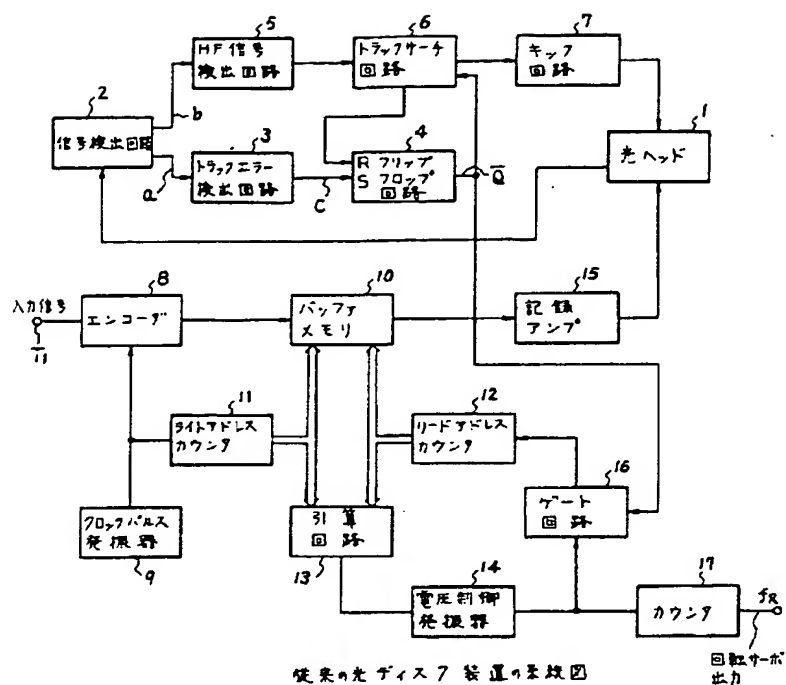 5
HF信号
検出回路
6
トラックサーチ
回路
7
キック
回路
2
信号検出回路
b
a
3
トラックエラー
検出回路
C
4
R フリップ
S フロップ
回路
Q̅
1
光ヘッド
入力信号
I1
8
エンコーダ
10
バッファ
メモリ
15
記録
アンプ
11
ライトアドレス
カウンタ
12
リードアドレス
カウンタ
16
ゲート
回路
クロックパルス
発振器
9
引算
回路
13
14
電圧制御
発振器
17
カウンタ
fR
回転サーボ
出力
従来の光ディスク装置の系統図